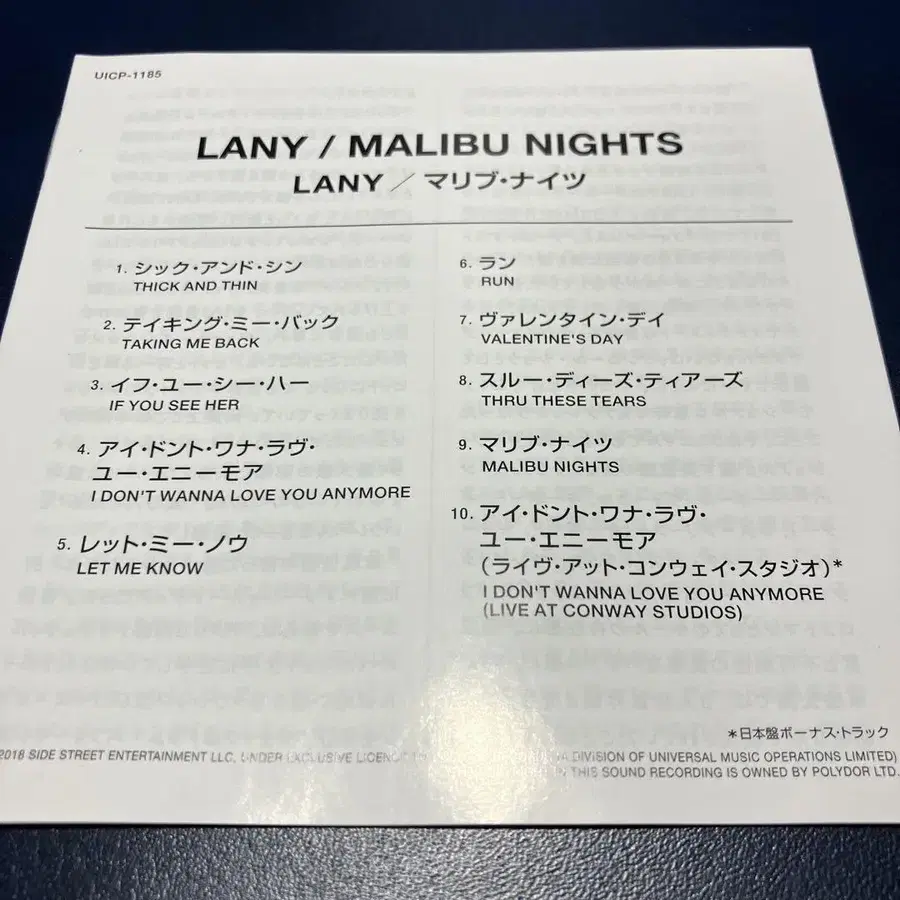 UICP-1185
LANY / MALIBU NIGHTS
LANY / マリブ・ナイツ
1. シック・アンド・シン
THICK AND THIN
2. テイキング・ミー・バック
TAKING ME BACK
3. イフ・ユー・シー・ハー
IF YOU SEE HER
4. アイ・ドント・ワナ・ラヴ・
ユー・エニーモア
I DON'T WANNA LOVE YOU ANYMORE
5. レット・ミー・ノウ
LET ME KNOW
6. ラン
RUN
7. ヴァレンタイン・デイ
VALENTINE'S DAY
8. スルー・ディーズ・ティアーズ
THRU THESE TEARS
9. マリブ・ナイツ
MALIBU NIGHTS
10. アイ・ドント・ワナ・ラヴ・
ユー・エニーモア
(ライヴ・アット・コンウェイ・スタジオ)*
I DON'T WANNA LOVE YOU ANYMORE
(LIVE AT CONWAY STUDIOS)
*日本盤ボーナス・トラック
2018 SIDE STREET ENTERTAINMENT LLC, UNDER EXCLUSIVE DIVISION OF UNIVERSAL MUSIC OPERATIONS LIMITED)
IN THIS SOUND RECORDING IS OWNED BY POLYDOR LTD.